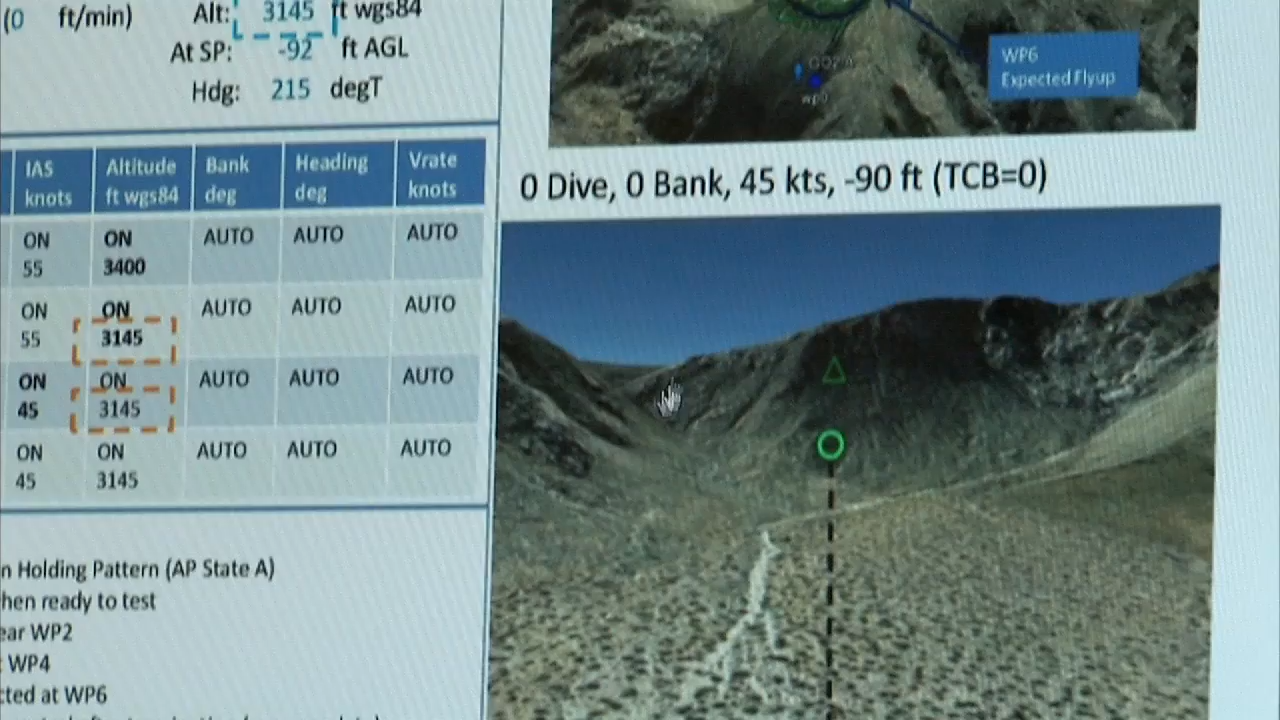 (0 ft/min)
Alt: 3145 ft wgs84
At SP: -92 ft AGL
Hdg: 215 degT
IAS knots Altitude ft wgs84 Bank deg Heading deg Vrate knots
ON 55 ON 3400 AUTO AUTO AUTO
ON 55 ON 3145 AUTO AUTO AUTO
ON 45 ON 3145 AUTO AUTO AUTO
ON 45 ON 3145 AUTO AUTO AUTO
n Holding Pattern (AP State A)
hen ready to test
ear WP2
WP4
cted at WP6
WP6
Expected Flyup
0 Dive, 0 Bank, 45 kts, -90 ft (TCB=0)